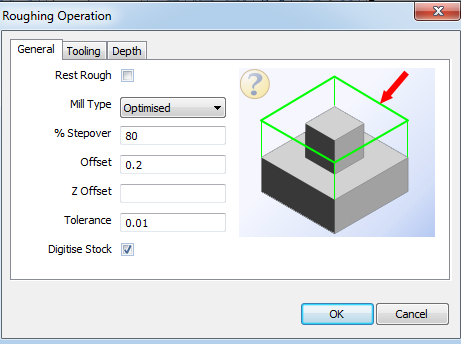 Roughing Operation
General Tooling Depth
Rest Rough
Mill Type Optimised
% Stepover 80
Offset 0.2
Z Offset
Tolerance 0.01
Digitise Stock
?
OK Cancel